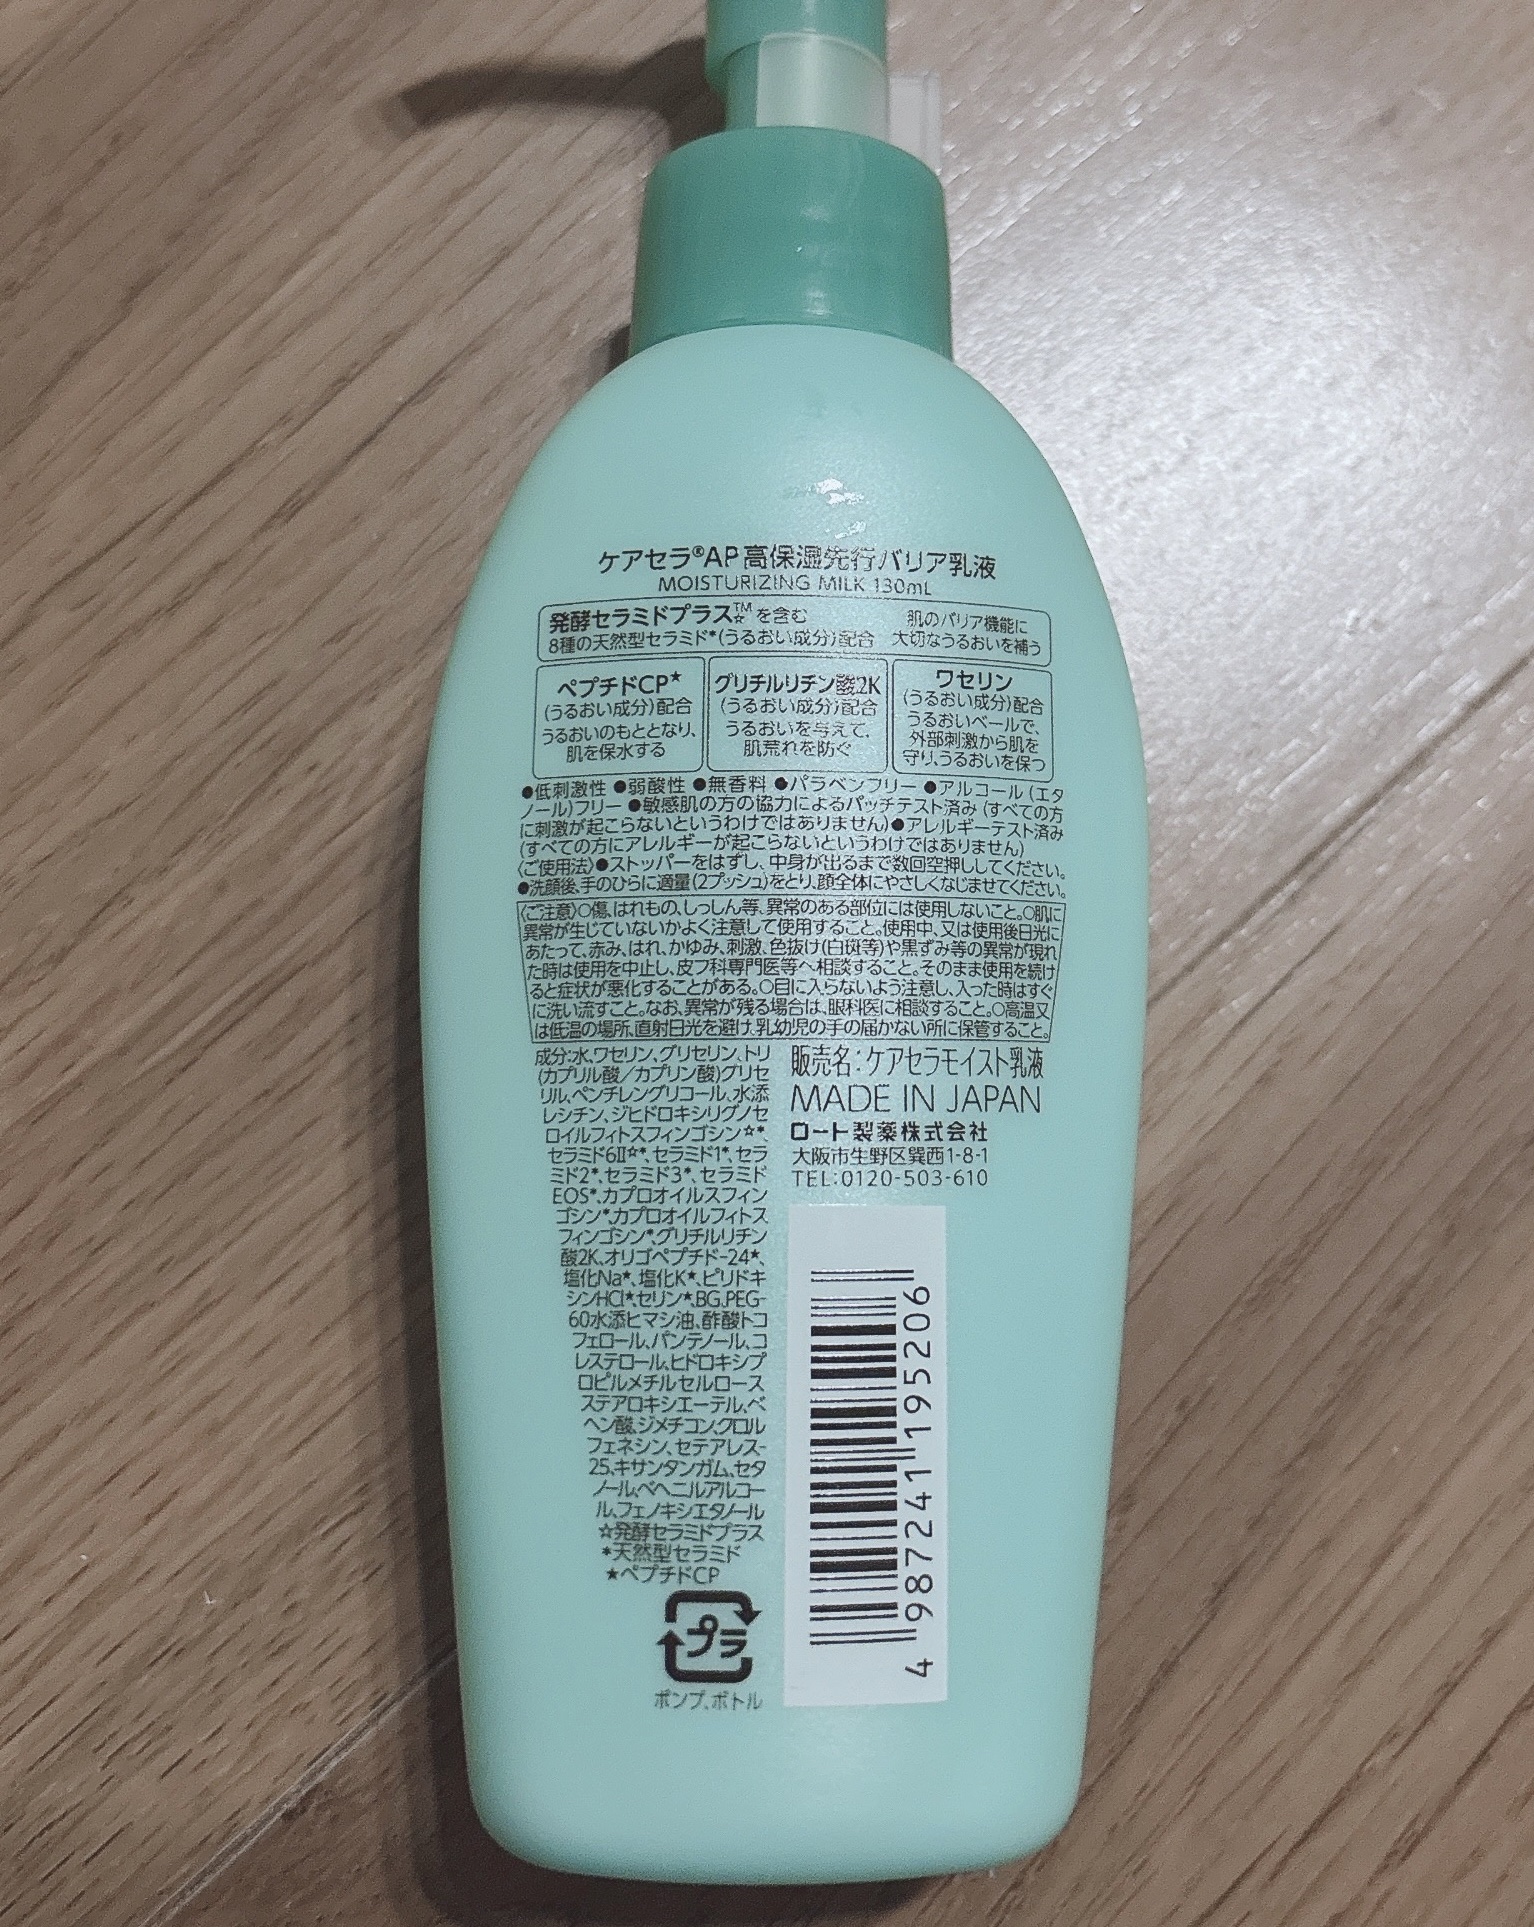 ケアセラ®AP高保湿先行バリア乳液
MOISTURIZING MILK 130mL
発酵セラミドプラス™☆を含む
8種の天然型セラミド*(うるおい成分)配合
肌のバリア機能に
大切なうるおいを補う
ペプチドCP★
(うるおい成分)配合
うるおいのもととなり、
肌を保水する
グリチルリチン酸2K
(うるおい成分)配合
うるおいを与えて、
肌荒れを防ぐ
ワセリン
(うるおい成分)配合
うるおいベールで、
外部刺激から肌を
守り、うるおいを保つ
●低刺激性 ●弱酸性 ●無香料 ●パラベンフリー ●アルコール(エタ
ノール)フリー ●敏感肌の方の協力によるパッチテスト済み(すべての方
に刺激が起こらないというわけではありません)●アレルギーテスト済み
(すべての方にアレルギーが起こらないというわけではありません)
〈ご使用法〉●ストッパーをはずし、中身が出るまで数回空押ししてください。
●洗顔後、手のひらに適量(2プッシュ)をとり、顔全体にやさしくなじませてください。
〈ご注意〉○傷、はれもの、しっしん等、異常のある部位には使用しないこと。○肌に
異常が生じていないかよく注意して使用すること。使用中、又は使用後日光に
あたって、赤み、はれ、かゆみ、刺激、色抜け(白斑等)や黒ずみ等の異常が現れ
た時は使用を中止し、皮フ科専門医等へ相談すること。そのまま使用を続け
ると症状が悪化することがある。○目に入らないよう注意し、入った時はすぐ
に洗い流すこと。なお、異常が残る場合は、眼科医に相談すること。○高温又
は低温の場所、直射日光を避け、乳幼児の手の届かない所に保管すること。
成分:水、ワセリン、グリセリン、トリ
(カプリル酸/カプリン酸)グリセ
リル、ペンチレングリコール、水添
レシチン、ジヒドロキシリグノセ
ロイルフィトスフィンゴシン☆*、
セラミド6Ⅱ☆*、セラミド1*、セラ
ミド2*、セラミド3*、セラミド
EOS*、カプロオイルスフィン
ゴシン*、カプロオイルフィトス
フィンゴシン*、グリチルリチン
酸2K、オリゴペプチド-24★、
塩化Na★、塩化K★、ピリドキ
シンHCl★、セリン★、BG、PEG-
60水添ヒマシ油、酢酸トコ
フェロール、パンテノール、コ
レステロール、ヒドロキシプ
ロピルメチルセルロース
ステアロキシエーテル、ベ
ヘン酸、ジメチコン、クロル
フェネシン、セテアレス-
25、キサンタンガム、セタ
ノール、ベヘニルアルコー
ル、フェノキシエタノール
☆発酵セラミドプラス
*天然型セラミド
★ペプチドCP
販売名:ケアセラモイスト乳液
MADE IN JAPAN
ロート製薬株式会社
大阪市生野区巽西1-8-1
TEL:0120-503-610
4 987241 195206
プラ
ポンプ、ボトル